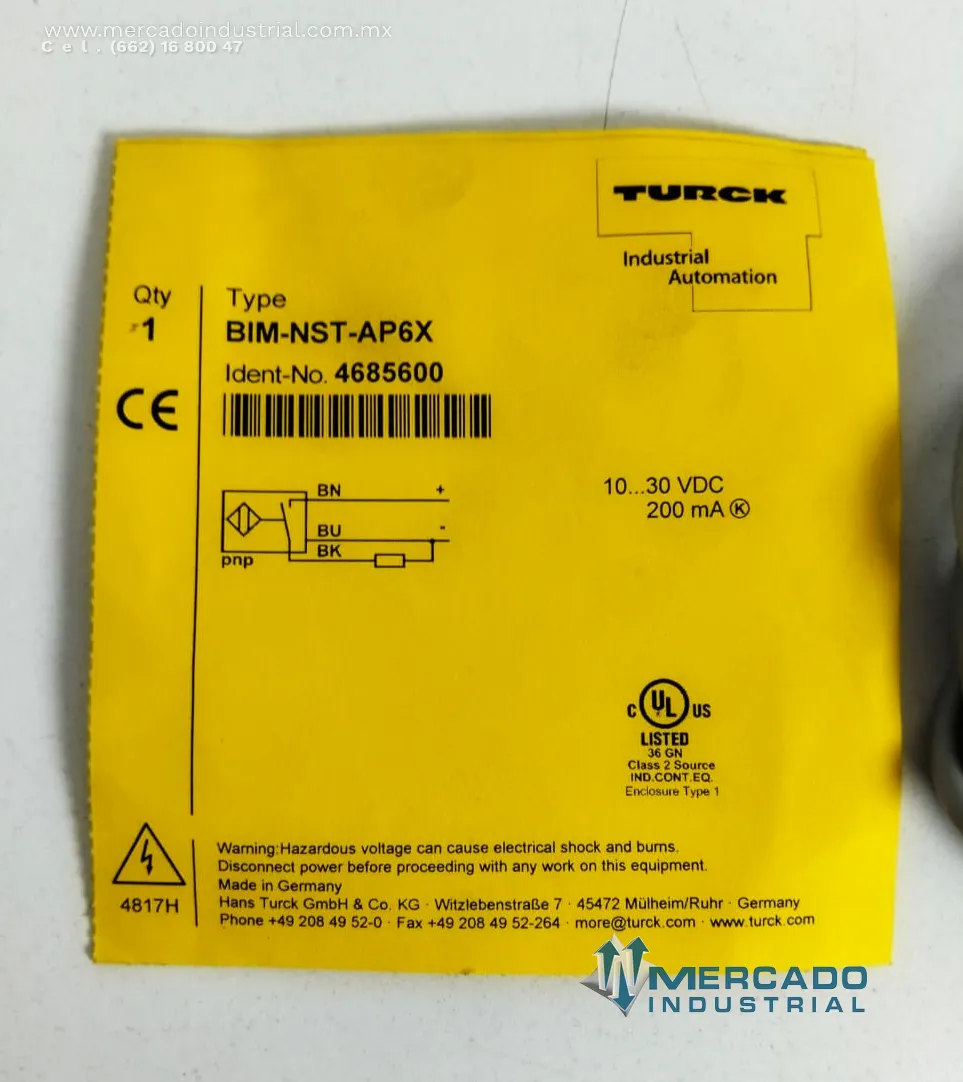 www.mercadoindustrial.com.mx
Cel. (662) 16 800 47
TURCK
Industrial
Automation
Qty
1
Type
BIM-NST-AP6X
Ident-No. 4685600
CE
BN
+
BU
-
BK
pnp
10...30 VDC
200 mA K
C UL US
LISTED
36 GN
Class 2 Source
IND.CONT.EQ.
Enclosure Type 1
4817H
Warning:Hazardous voltage can cause electrical shock and burns.
Disconnect power before proceeding with any work on this equipment.
Made in Germany
Hans Turck GmbH & Co. KG · Witzlebenstraße 7 · 45472 Mülheim/Ruhr · Germany
Phone +49 208 49 52-0 · Fax +49 208 49 52-264 · more@turck.com · www.turck.com
MERCADO
INDUSTRIAL